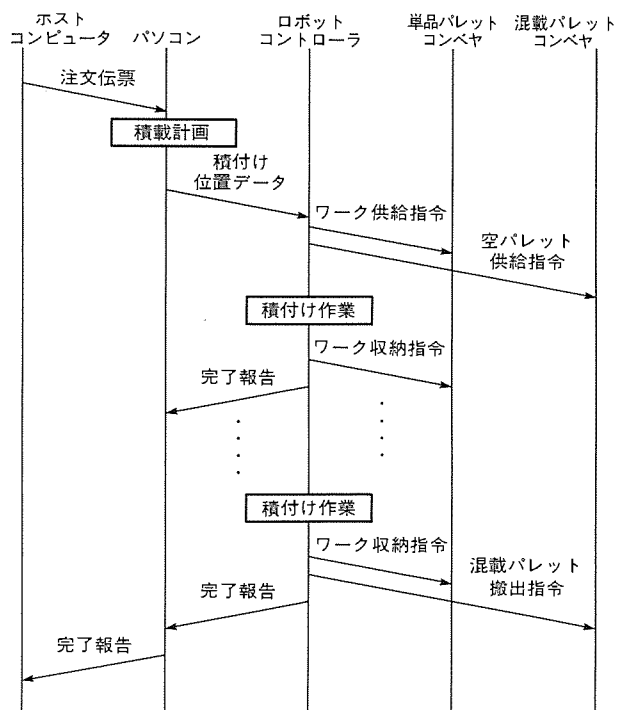 ホスト
コンピュータ
パソコン
ロボット
コントローラ
単品パレット
コンベヤ
混載パレット
コンベヤ
注文伝票
積載計画
積付け
位置データ
ワーク供給指令
空パレット
供給指令
積付け作業
ワーク収納指令
完了報告
積付け作業
ワーク収納指令
混載パレット
搬出指令
完了報告
完了報告